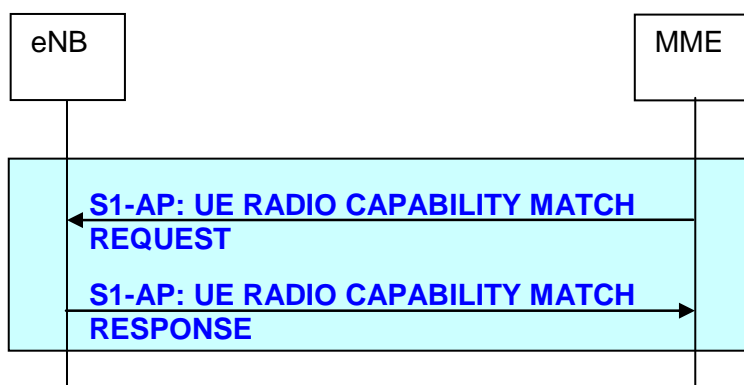 eNB
MME
S1-AP: UE RADIO CAPABILITY MATCH
REQUEST
S1-AP: UE RADIO CAPABILITY MATCH
RESPONSE